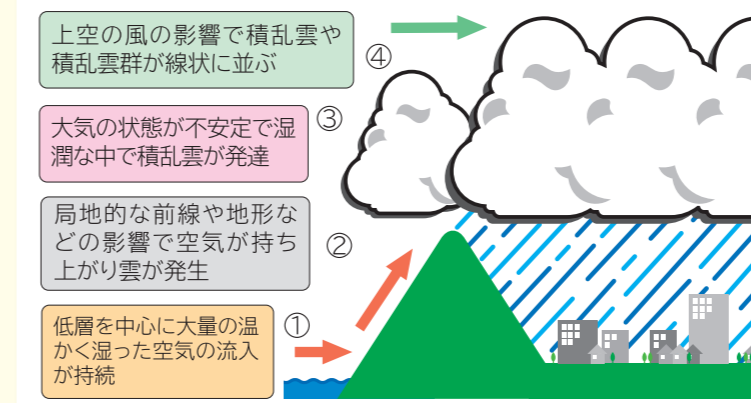 上空の風の影響で積乱雲や
積乱雲群が線状に並ぶ
④
大気の状態が不安定で湿
潤な中で積乱雲が発達
③
局地的な前線や地形な
どの影響で空気が持ち
上がり雲が発生
②
低層を中心に大量の温
かく湿った空気の流入
が持続
①